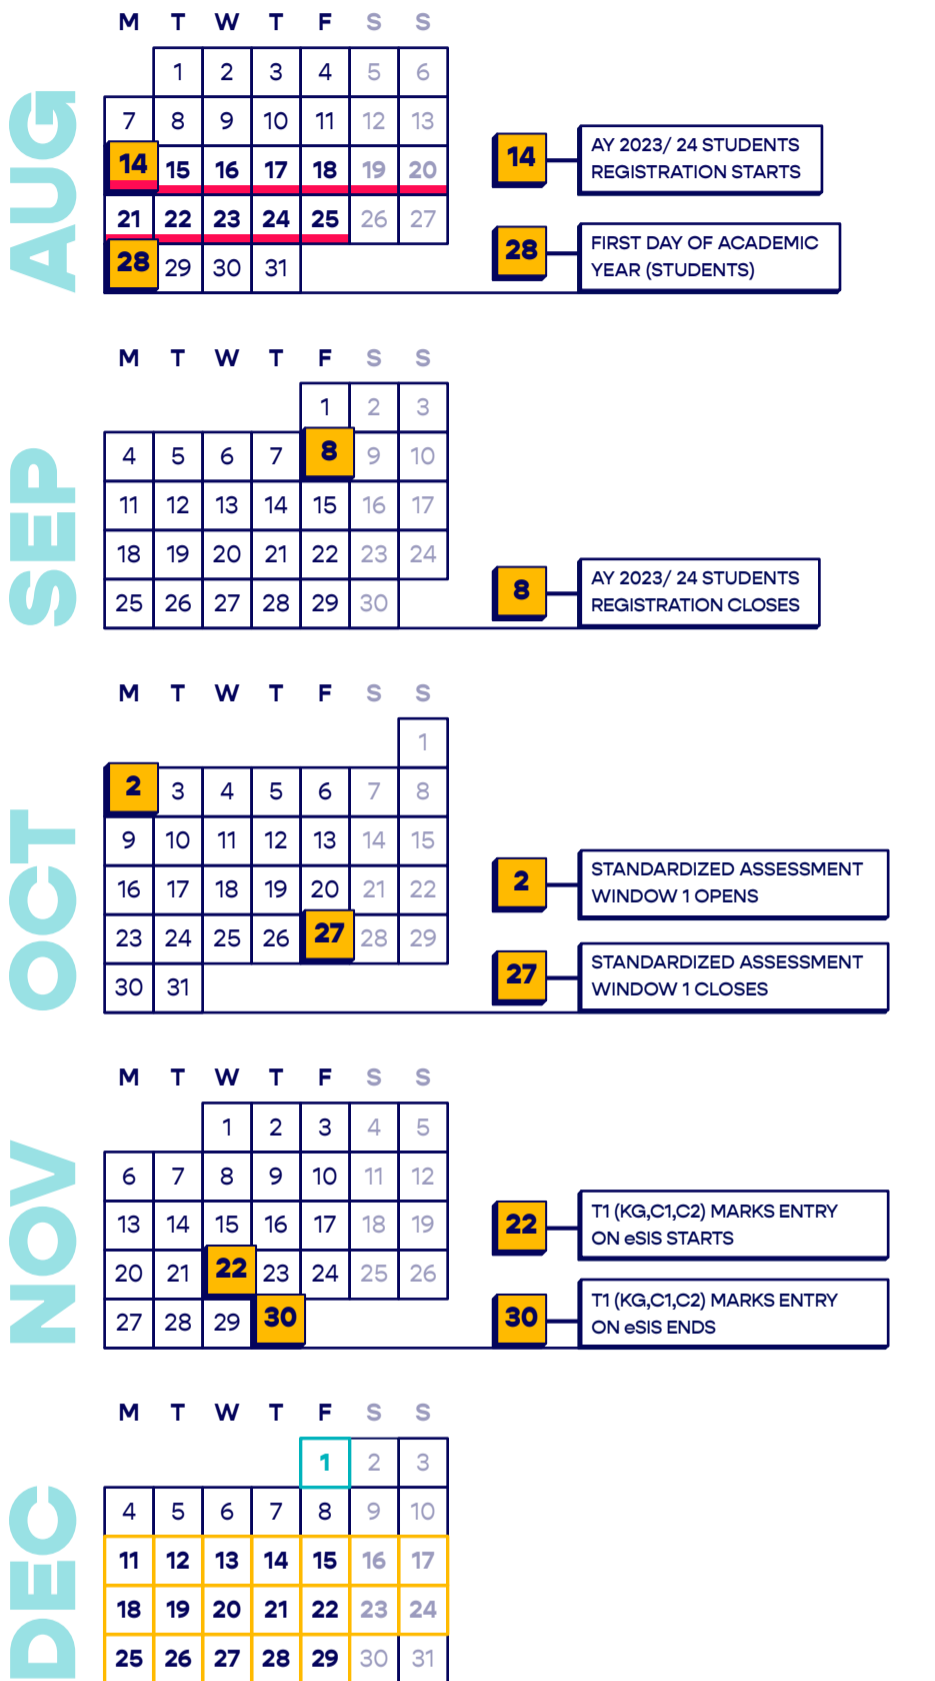 AUG
M T W T F S S
1 2 3 4 5 6
7 8 9 10 11 12 13
14 15 16 17 18 19 20
21 22 23 24 25 26 27
28 29 30 31
14 AY 2023/ 24 STUDENTS
REGISTRATION STARTS
28 FIRST DAY OF ACADEMIC
YEAR (STUDENTS)
SEP
M T W T F S S
1 2 3
4 5 6 7 8 9 10
11 12 13 14 15 16 17
18 19 20 21 22 23 24
25 26 27 28 29 30
8 AY 2023/ 24 STUDENTS
REGISTRATION CLOSES
OCT
M T W T F S S
1
2 3 4 5 6 7 8
9 10 11 12 13 14 15
16 17 18 19 20 21 22
23 24 25 26 27 28 29
30 31
2 STANDARDIZED ASSESSMENT
WINDOW 1 OPENS
27 STANDARDIZED ASSESSMENT
WINDOW 1 CLOSES
NOV
M T W T F S S
1 2 3 4 5
6 7 8 9 10 11 12
13 14 15 16 17 18 19
20 21 22 23 24 25 26
27 28 29 30
22 T1 (KG,C1,C2) MARKS ENTRY
ON eSIS STARTS
30 T1 (KG,C1,C2) MARKS ENTRY
ON eSIS ENDS
DEC
M T W T F S S
1 2 3
4 5 6 7 8 9 10
11 12 13 14 15 16 17
18 19 20 21 22 23 24
25 26 27 28 29 30 31